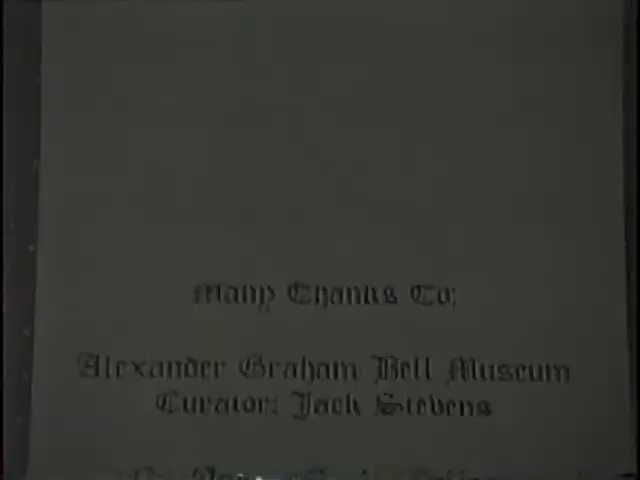 Many Thanks To:
Alexander Graham Bell Museum
Curator: Jack Stevens